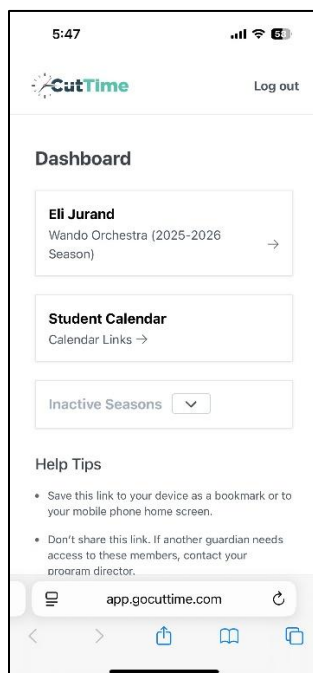 5:47
58
CutTime
Log out
Dashboard
Eli Jurand
Wando Orchestra (2025-2026
Season)
Student Calendar
Calendar Links →
Inactive Seasons
Help Tips
• Save this link to your device as a bookmark or to
your mobile phone home screen.
• Don't share this link. If another guardian needs
access to these members, contact your
program director.
app.gocuttime.com